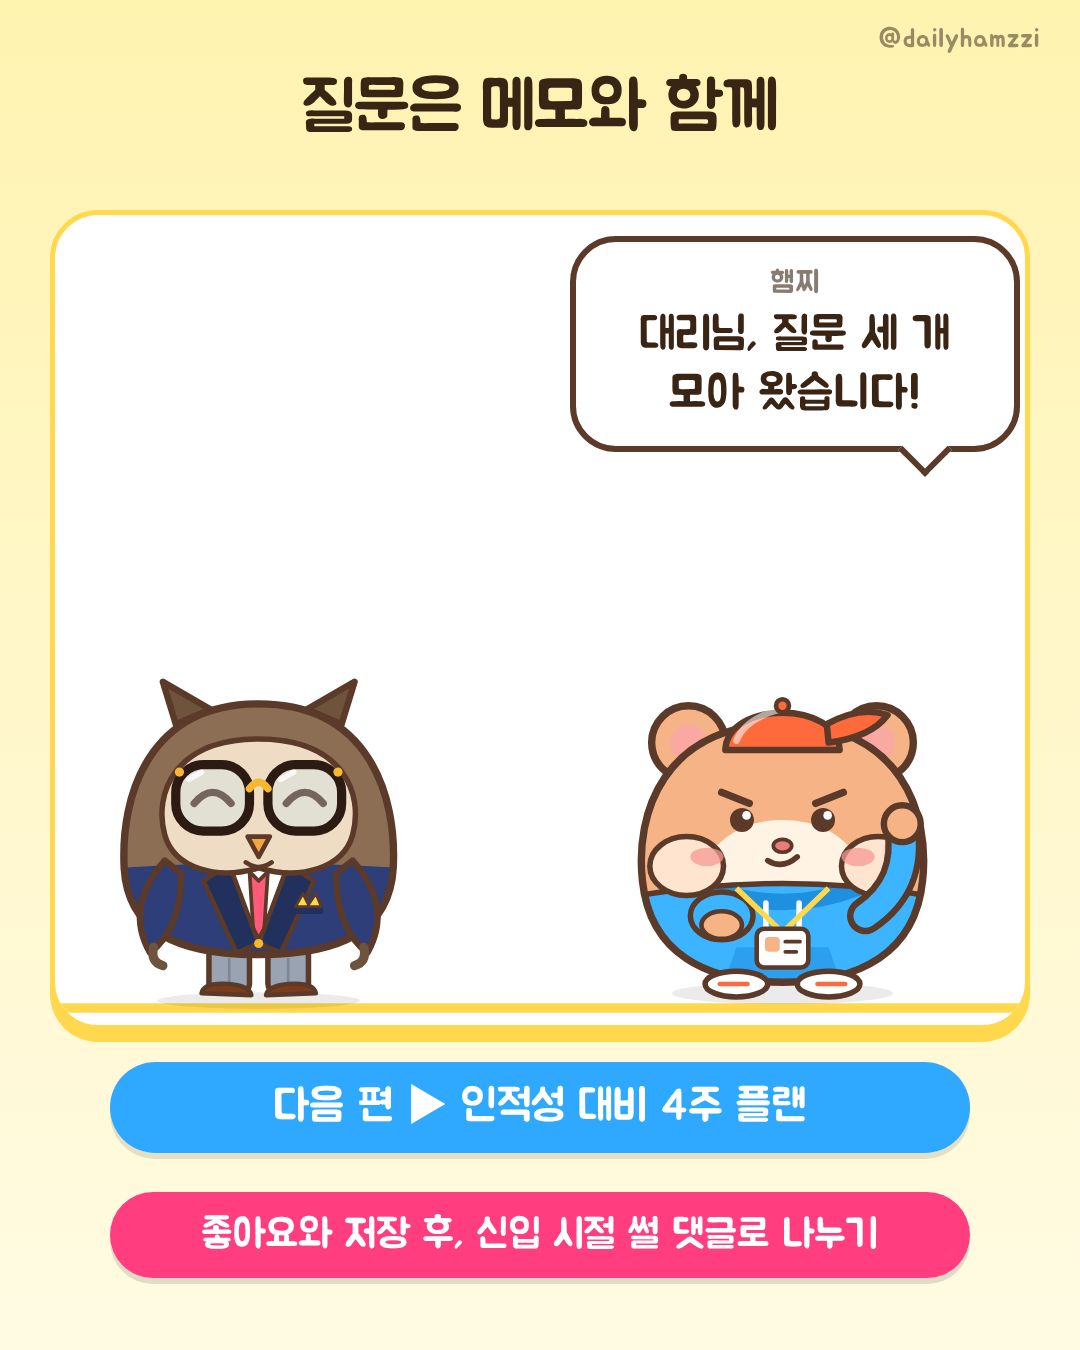 @dailyhamzzi
질문은 메모와 함께
햄찌
대리님, 질문 세 개
모아 왔습니다!
다음 편 ▶ 인적성 대비 4주 플랜
좋아요와 저장 후, 신입 시절 썰 댓글로 나누기